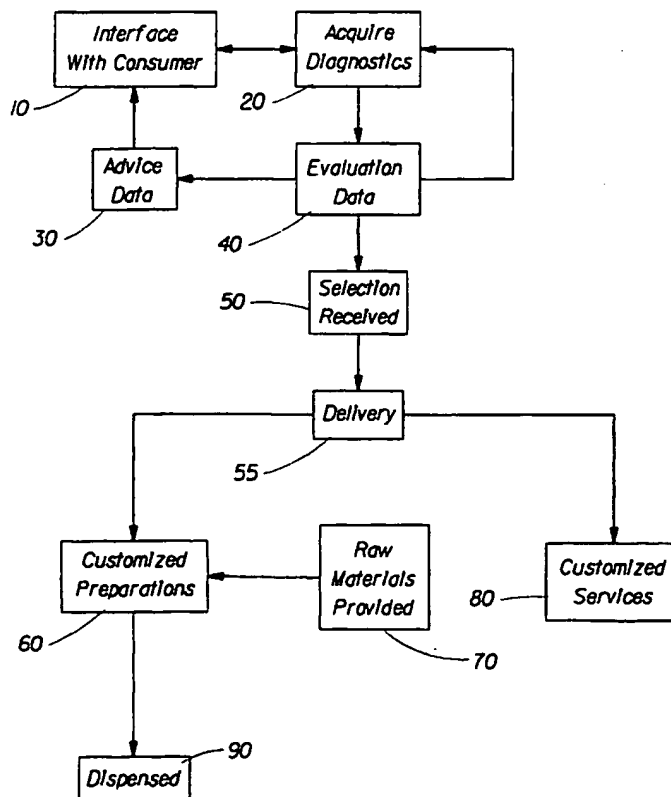 Interface
With Consumer
10
Acquire
Diagnostics
20
Advice
Data
30
Evaluation
Data
40
Selection
Received
50
Delivery
55
Customized
Preparations
60
Raw
Materials
Provided
70
Customized
Services
80
Dispensed
90